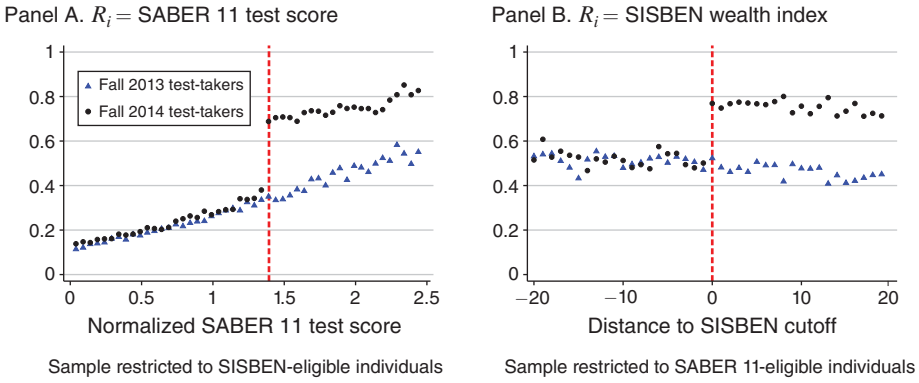 Panel A. R_i = SABER 11 test score
1
0.8
0.6
0.4
0.2
0
Fall 2013 test-takers
Fall 2014 test-takers
0 0.5 1 1.5 2 2.5
Normalized SABER 11 test score
Sample restricted to SISBEN-eligible individuals
Panel B. R_i = SISBEN wealth index
1
0.8
0.6
0.4
0.2
0
−20 −10 0 10 20
Distance to SISBEN cutoff
Sample restricted to SABER 11-eligible individuals